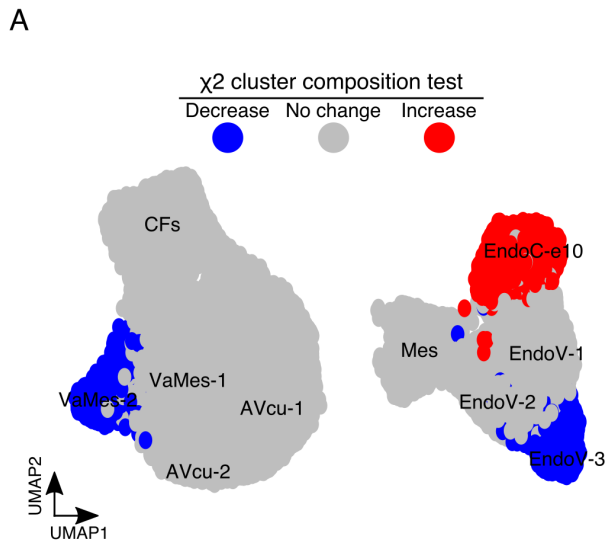 A
χ2 cluster composition test
Decrease No change Increase
CFs
EndoC-e10
Mes
EndoV-1
VaMes-1
VaMes-2
AVcu-1
EndoV-2
AVcu-2
EndoV-3
UMAP2
UMAP1